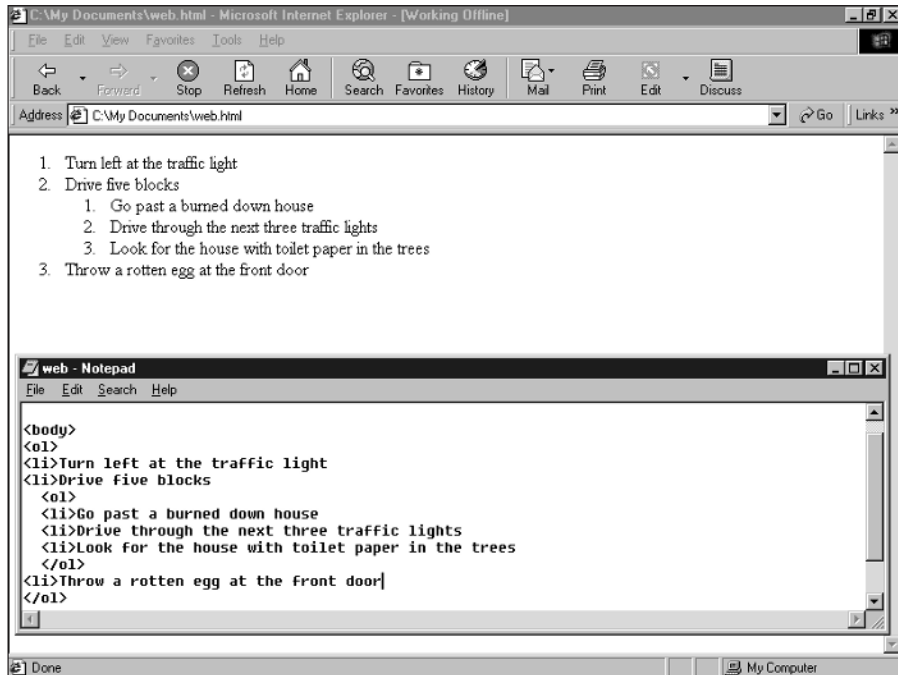 C:\My Documents\web.html - Microsoft Internet Explorer - [Working Offline]
File Edit View Favorites Tools Help
Back Forward Stop Refresh Home Search Favorites History Mail Print Edit Discuss
Address C:\My Documents\web.html Go Links »
1. Turn left at the traffic light
2. Drive five blocks
1. Go past a burned down house
2. Drive through the next three traffic lights
3. Look for the house with toilet paper in the trees
3. Throw a rotten egg at the front door
web - Notepad
File Edit Search Help
<body>
<ol>
<li>Turn left at the traffic light
<li>Drive five blocks
<ol>
<li>Go past a burned down house
<li>Drive through the next three traffic lights
<li>Look for the house with toilet paper in the trees
</ol>
<li>Throw a rotten egg at the front door
</ol>
Done My Computer